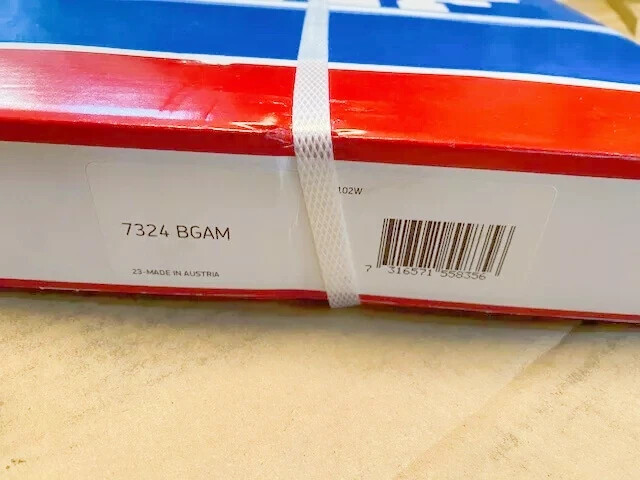 102W
7324 BGAM
23-MADE IN AUSTRIA
7 316571 558356